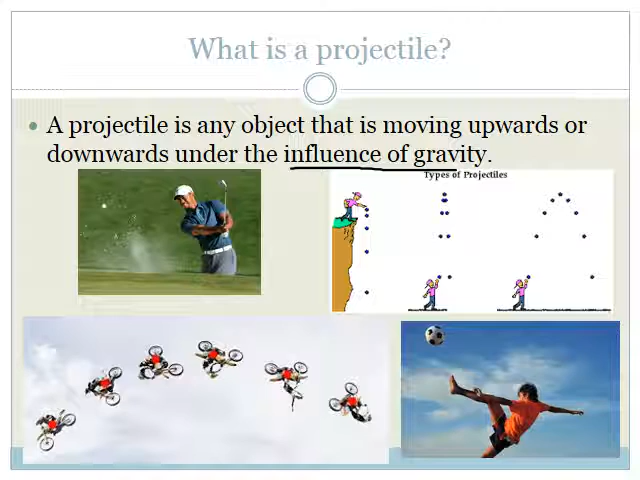 What is a projectile?
A projectile is any object that is moving upwards or
downwards under the influence of gravity.
Types of Projectiles